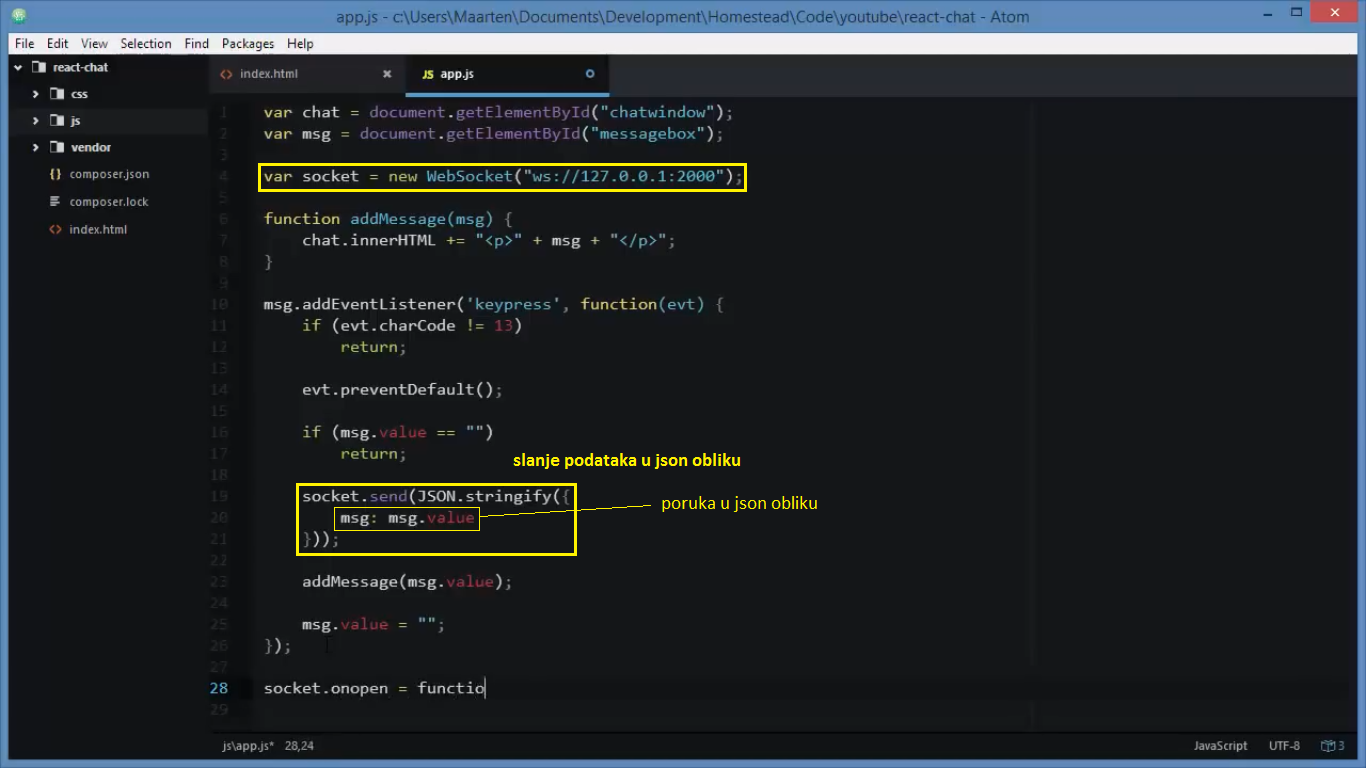 app.js - c:\Users\Maarten\Documents\Development\Homestead\Code\youtube\react-chat - Atom
File Edit View Selection Find Packages Help
react-chat
css
js
vendor
composer.json
composer.lock
index.html
index.html
app.js
1 var chat = document.getElementById("chatwindow");
2 var msg = document.getElementById("messagebox");
3
4 var socket = new WebSocket("ws://127.0.0.1:2000");
5
6 function addMessage(msg) {
7 chat.innerHTML += "<p>" + msg + "</p>";
8 }
9
10 msg.addEventListener('keypress', function(evt) {
11 if (evt.charCode != 13)
12 return;
13
14 evt.preventDefault();
15
16 if (msg.value == "")
17 return;
slanje podataka u json obliku
18
19 socket.send(JSON.stringify({
poruka u json obliku
20 msg: msg.value
21 }));
22
23 addMessage(msg.value);
24
25 msg.value = "";
26 });
27
28 socket.onopen = functio
29
js\app.js* 28,24 JavaScript UTF-8 3